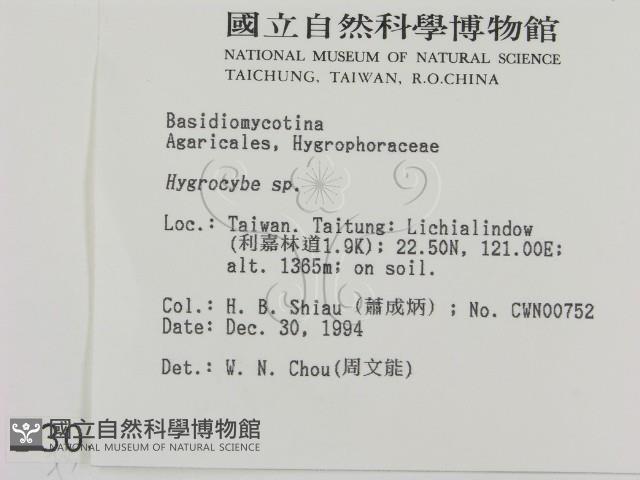 國立自然科學博物館
NATIONAL MUSEUM OF NATURAL SCIENCE
TAICHUNG, TAIWAN, R.O.CHINA
Basidiomycotina
Agaricales, Hygrophoraceae
Hygrocybe sp.
Loc.: Taiwan. Taitung: Lichialindow
(利嘉林道1.9K); 22.50N, 121.00E;
alt. 1365m; on soil.
Col.: H. B. Shiau (蕭成炳) ; No. CWN00752
Date: Dec. 30, 1994
Det.: W. N. Chou(周文能)
30
國立自然科學博物館
NATIONAL MUSEUM OF NATURAL SCIENCE